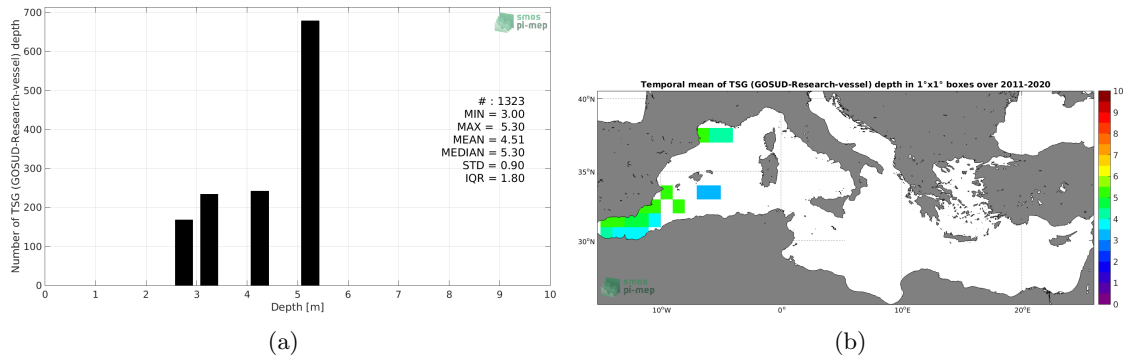 700
600
500
400
300
200
100
0
Number of TSG (GOSUD-Research-vessel) depth
0 1 2 3 4 5 6 7 8 9 10
Depth [m]
smos
pi-mep
# : 1323
MIN = 3.00
MAX = 5.30
MEAN = 4.51
MEDIAN = 5.30
STD = 0.90
IQR = 1.80
(a)
Temporal mean of TSG (GOSUD-Research-vessel) depth in 1°x1° boxes over 2011-2020
40°N
35°N
30°N
10°W 0° 10°E 20°E
smos
pi-mep
10
9
8
7
6
5
4
3
2
1
0
(b)